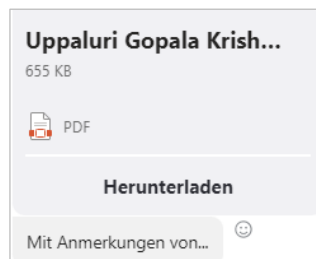 Uppaluri Gopala Krish...
655 KB
PDF
Herunterladen
Mit Anmerkungen von...